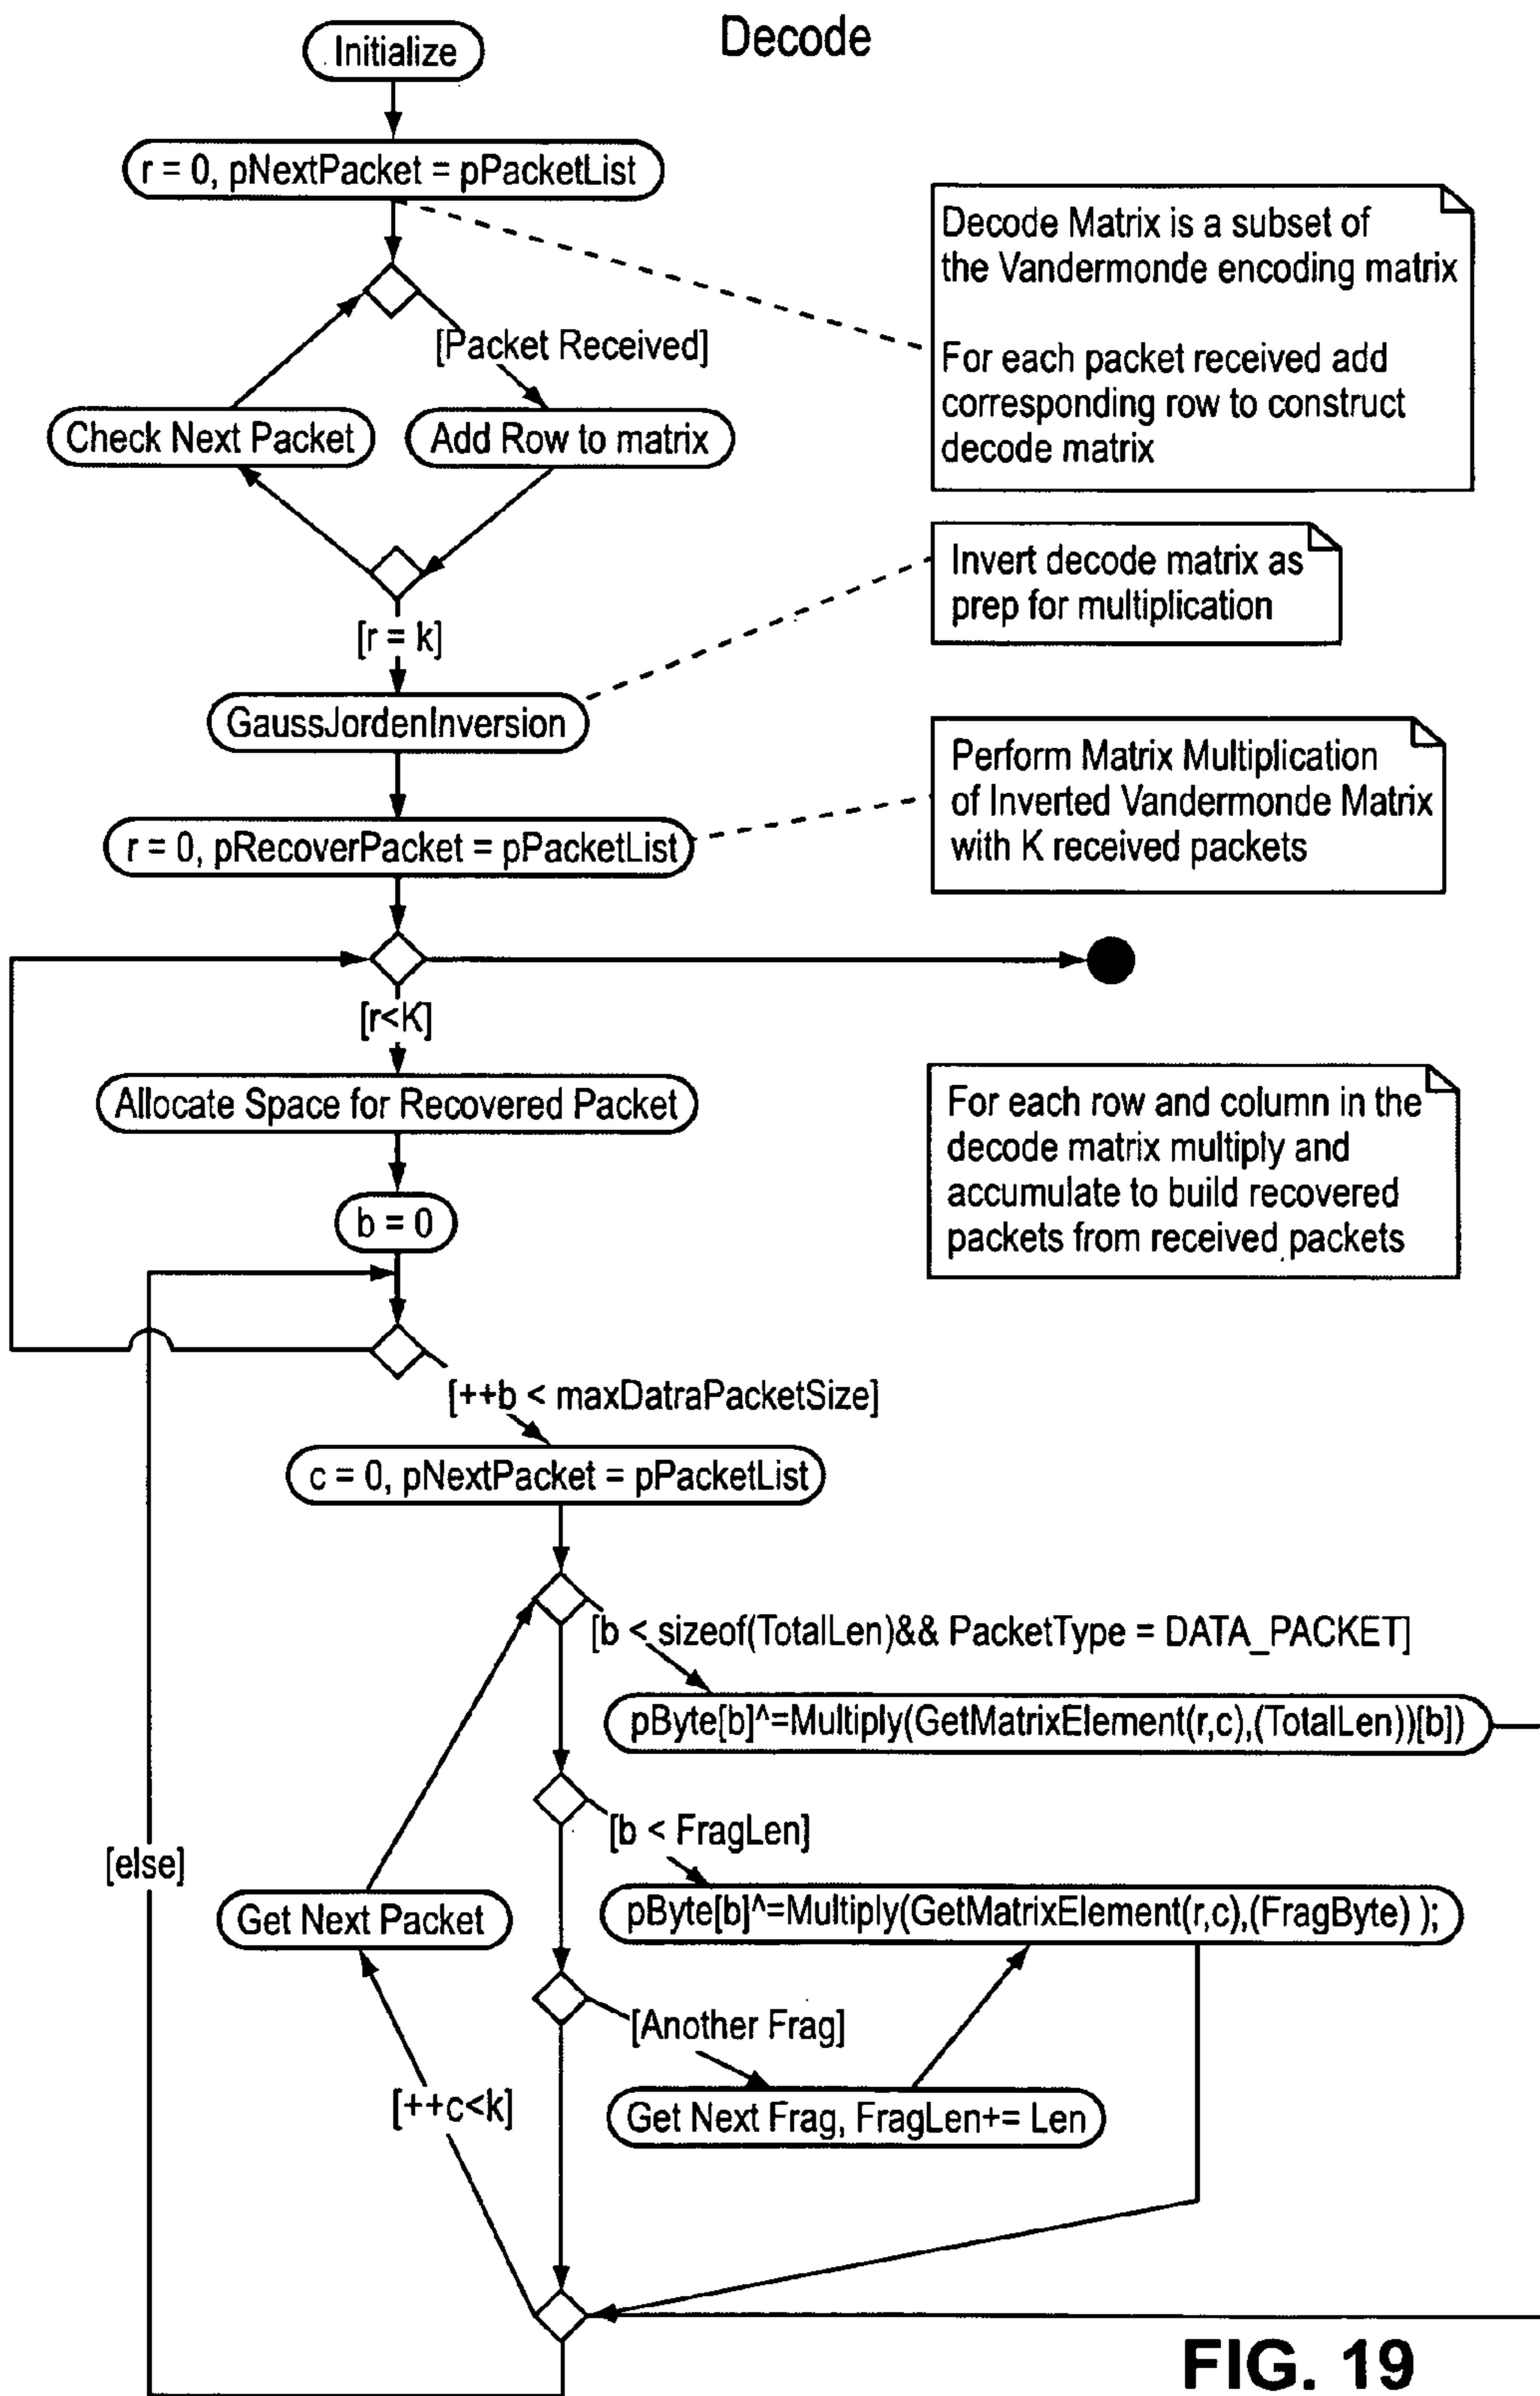 Decode
Initialize
r = 0, pNextPacket = pPacketList
Decode Matrix is a subset of
the Vandermonde encoding matrix
For each packet received add
corresponding row to construct
decode matrix
[Packet Received]
Check Next Packet
Add Row to matrix
Invert decode matrix as
prep for multiplication
[r = k]
GaussJordenInversion
Perform Matrix Multiplication
of Inverted Vandermonde Matrix
with K received packets
r = 0, pRecoverPacket = pPacketList
[r<K]
Allocate Space for Recovered Packet
For each row and column in the
decode matrix multiply and
accumulate to build recovered
packets from received packets
b = 0
[++b < maxDatraPacketSize]
c = 0, pNextPacket = pPacketList
[b < sizeof(TotalLen)&& PacketType = DATA_PACKET]
pByte[b]^=Multiply(GetMatrixElement(r,c),(TotalLen))[b])
[b < FragLen]
[else]
Get Next Packet
pByte[b]^=Multiply(GetMatrixElement(r,c),(FragByte) );
[Another Frag]
[++c<k]
Get Next Frag, FragLen+= Len
FIG. 19